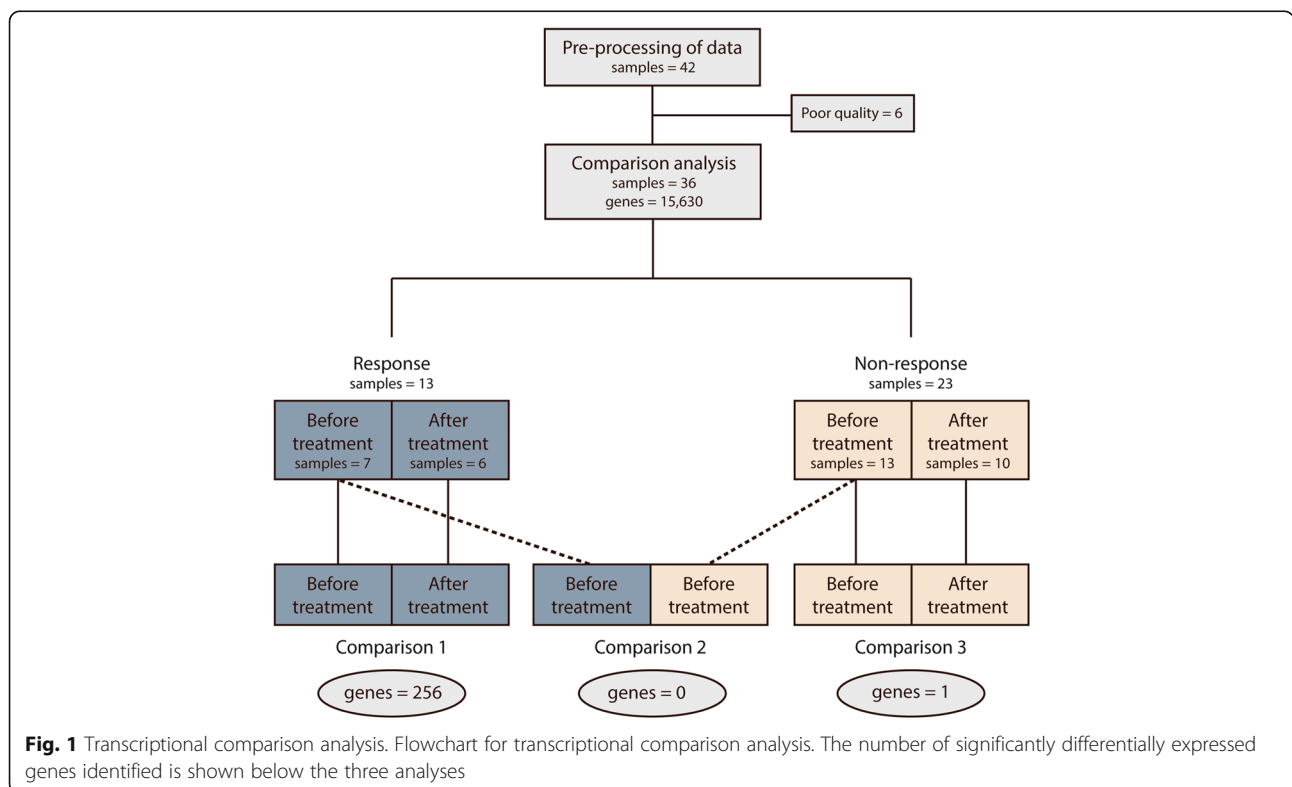 Pre-processing of data
samples = 42
Poor quality = 6
Comparison analysis
samples = 36
genes = 15,630
Response
samples = 13
Non-response
samples = 23
Before
treatment
samples = 7
After
treatment
samples = 6
Before
treatment
samples = 13
After
treatment
samples = 10
Before
treatment
After
treatment
Before
treatment
Before
treatment
Before
treatment
After
treatment
Comparison 1
Comparison 2
Comparison 3
genes = 256
genes = 0
genes = 1
Fig. 1 Transcriptional comparison analysis. Flowchart for transcriptional comparison analysis. The number of significantly differentially expressed
genes identified is shown below the three analyses